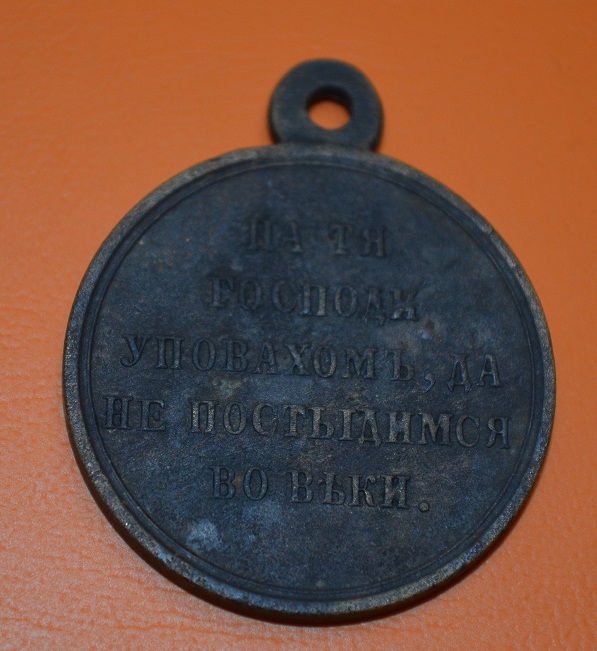 НА ТЯ
ГОСПОДИ
УПОВАХОМЪ, ДА
НЕ ПОСТЫДИМСЯ
ВО ВѢКИ.